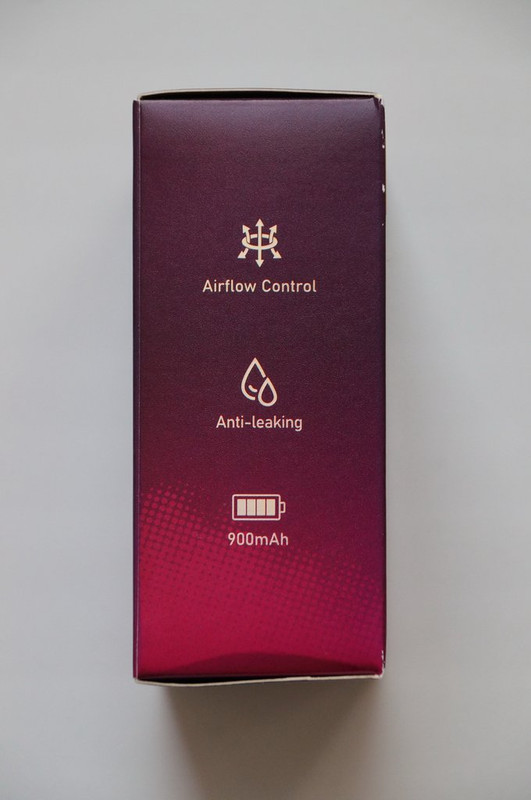 Airflow Control
Anti-leaking
900mAh